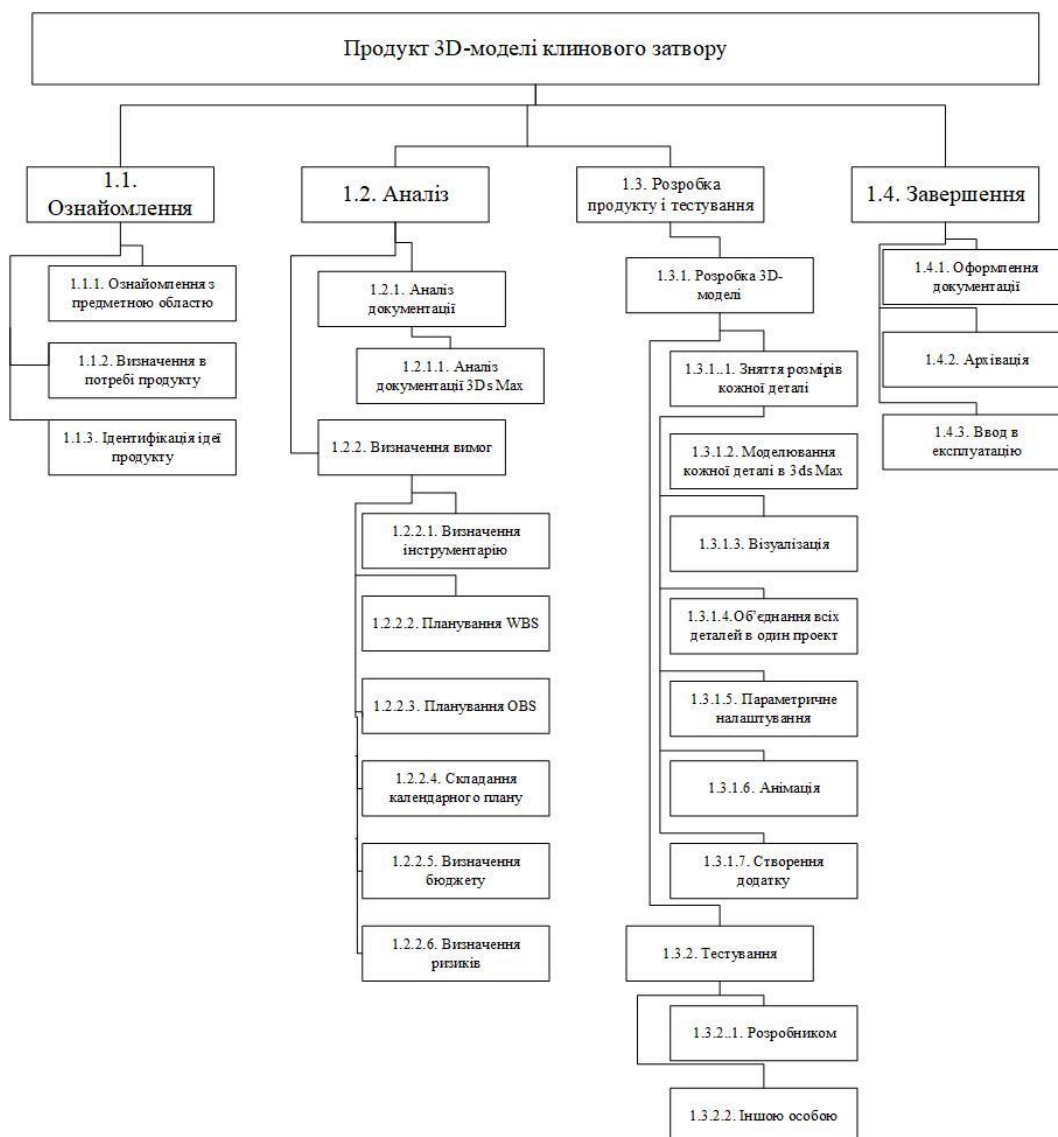 Продукт 3D-моделі клинового затвору
1.1.
Ознайомлення
1.1.1. Ознайомлення з
предметною областю
1.1.2. Визначення в
потребі продукту
1.1.3. Ідентифікація ідеї
продукту
1.2. Аналіз
1.2.1. Аналіз
документації
1.2.1.1. Аналіз
документації 3Ds Max
1.2.2. Визначення вимог
1.2.2.1. Визначення
інструментарію
1.2.2.2. Планування WBS
1.2.2.3. Планування OBS
1.2.2.4. Складання
календарного плану
1.2.2.5. Визначення
бюджету
1.2.2.6. Визначення
ризиків
1.3. Розробка
продукту і тестування
1.3.1. Розробка 3D-
моделі
1.3.1..1. Зняття розмірів
кожної деталі
1.3.1.2. Моделювання
кожної деталі в 3ds Max
1.3.1.3. Візуалізація
1.3.1.4. Об’єднання всіх
деталей в один проект
1.3.1.5. Параметричне
налаштування
1.3.1.6. Анімація
1.3.1.7. Створення
додатку
1.3.2. Тестування
1.3.2..1. Розробником
1.3.2.2. Іншою особою
1.4. Завершення
1.4.1. Оформлення
документації
1.4.2. Архівація
1.4.3. Ввод в
експлуатацію